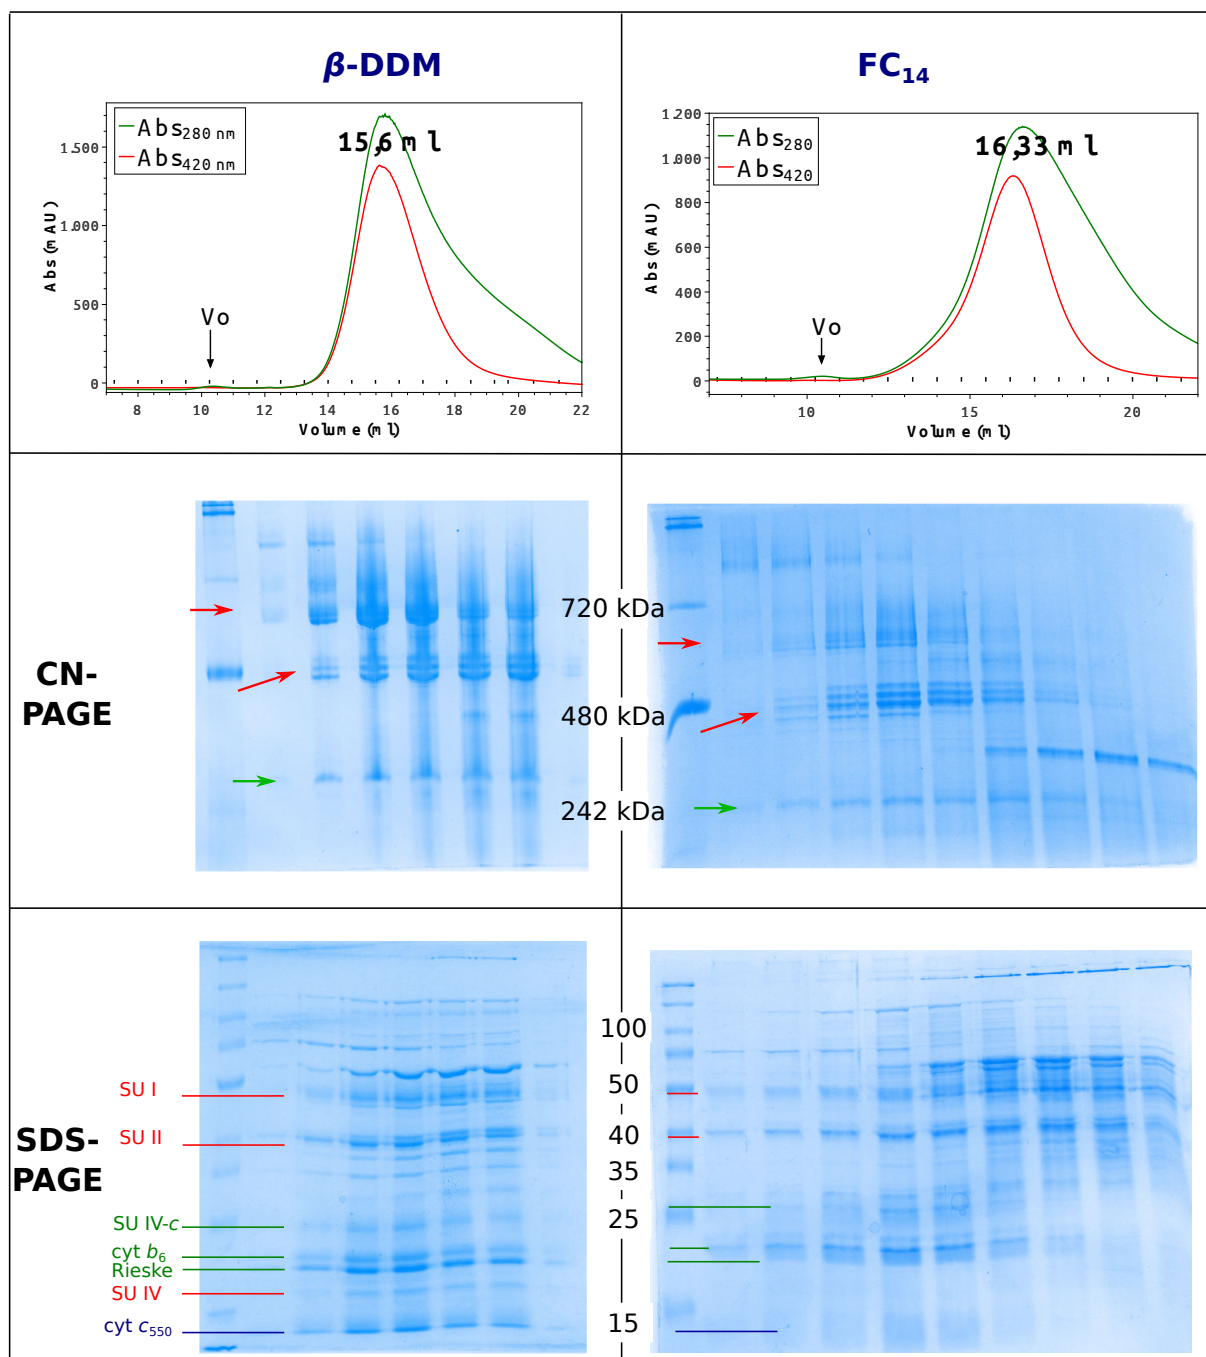 β-DDM
FC14
Abs280 nm
Abs420 nm
15,6 ml
Vo
1.500
1.000
500
0
Abs (mAU)
8 10 12 14 16 18 20 22
Volume (ml)
Abs280
Abs420
16,33 ml
Vo
1.200
1.000
800
600
400
200
0
Abs (mAU)
10 15 20
Volume (ml)
CN-
PAGE
720 kDa
480 kDa
242 kDa
SDS-
PAGE
SU I
SU II
SU IV-c
cyt b6
Rieske
SU IV
cyt c550
100
50
40
35
25
15